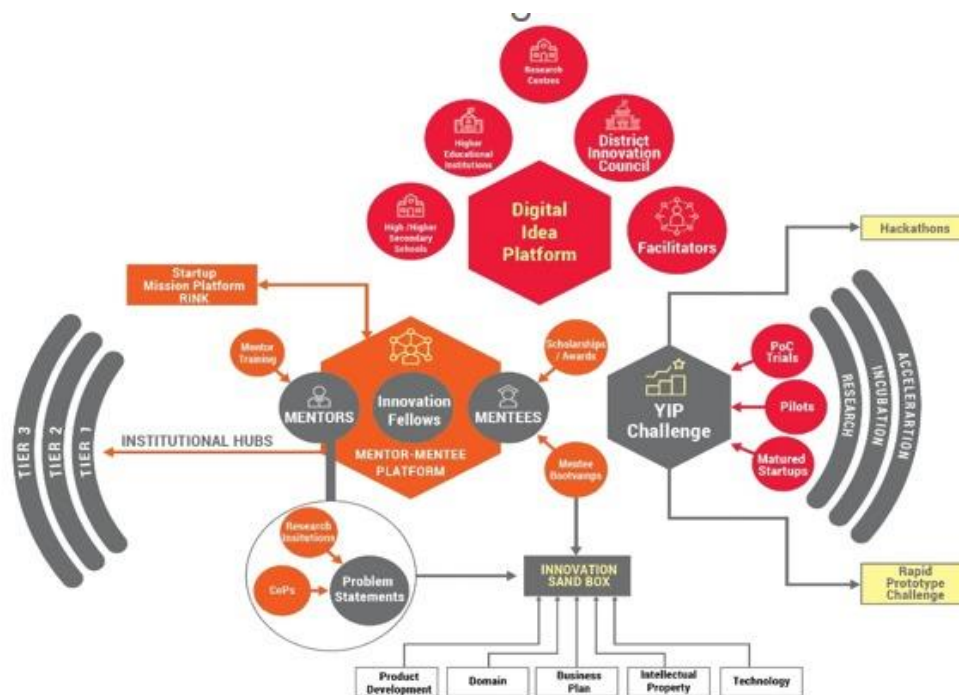 Research
Centres
Higher
Educational
Institutions
District
Innovation
Council
High /Higher
Secondary
Schools
Digital
Idea
Platform
Facilitators
Hackathons
Startup
Mission Platform
RINK
Mentor
Training
Scholarships
/ Awards
MENTORS
Innovation
Fellows
MENTEES
MENTOR-MENTEE
PLATFORM
YIP
Challenge
PoC
Trials
Pilots
Matured
Startups
RESEARCH
INCUBATION
ACCELERARTION
TIER 3
TIER 2
TIER 1
INSTITUTIONAL HUBS
Mentee
Bootvamps
Research
Insitutions
CoPs
Problem
Statements
INNOVATION
SAND BOX
Rapid
Prototype
Challenge
Product
Development
Domain
Business
Plan
Intellectual
Property
Technology